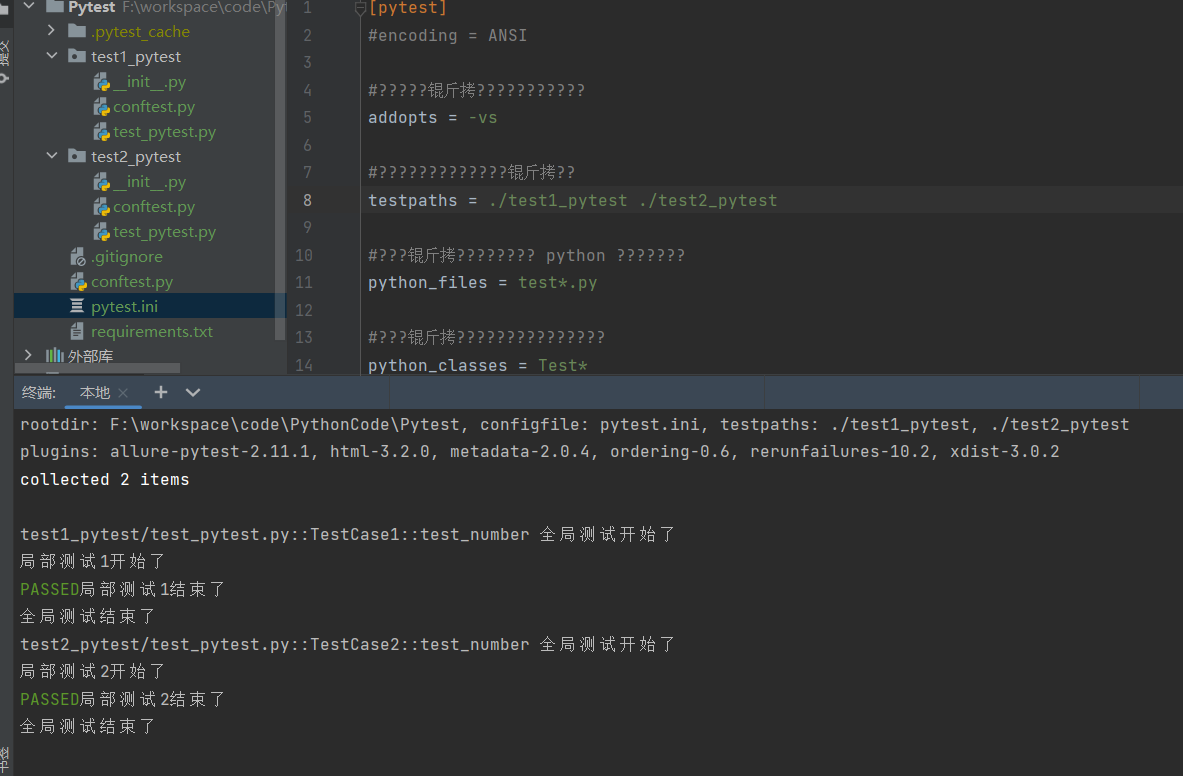 Pytest F:\workspace\code\Pyt
.pytest_cache
test1_pytest
__init__.py
conftest.py
test_pytest.py
test2_pytest
__init__.py
conftest.py
test_pytest.py
.gitignore
conftest.py
pytest.ini
requirements.txt
外部库
提交
1 [pytest]
2 #encoding = ANSI
3
4 #?????锟斤拷???????????
5 addopts = -vs
6
7 #?????????????锟斤拷??
8 testpaths = ./test1_pytest ./test2_pytest
9
10 #???锟斤拷???????? python ???????
11 python_files = test*.py
12
13 #???锟斤拷???????????????
14 python_classes = Test*
终端: 本地
rootdir: F:\workspace\code\PythonCode\Pytest, configfile: pytest.ini, testpaths: ./test1_pytest, ./test2_pytest
plugins: allure-pytest-2.11.1, html-3.2.0, metadata-2.0.4, ordering-0.6, rerunfailures-10.2, xdist-3.0.2
collected 2 items
test1_pytest/test_pytest.py::TestCase1::test_number 全局测试开始了
局部测试1开始了
PASSED局部测试1结束了
全局测试结束了
test2_pytest/test_pytest.py::TestCase2::test_number 全局测试开始了
局部测试2开始了
PASSED局部测试2结束了
全局测试结束了
书签